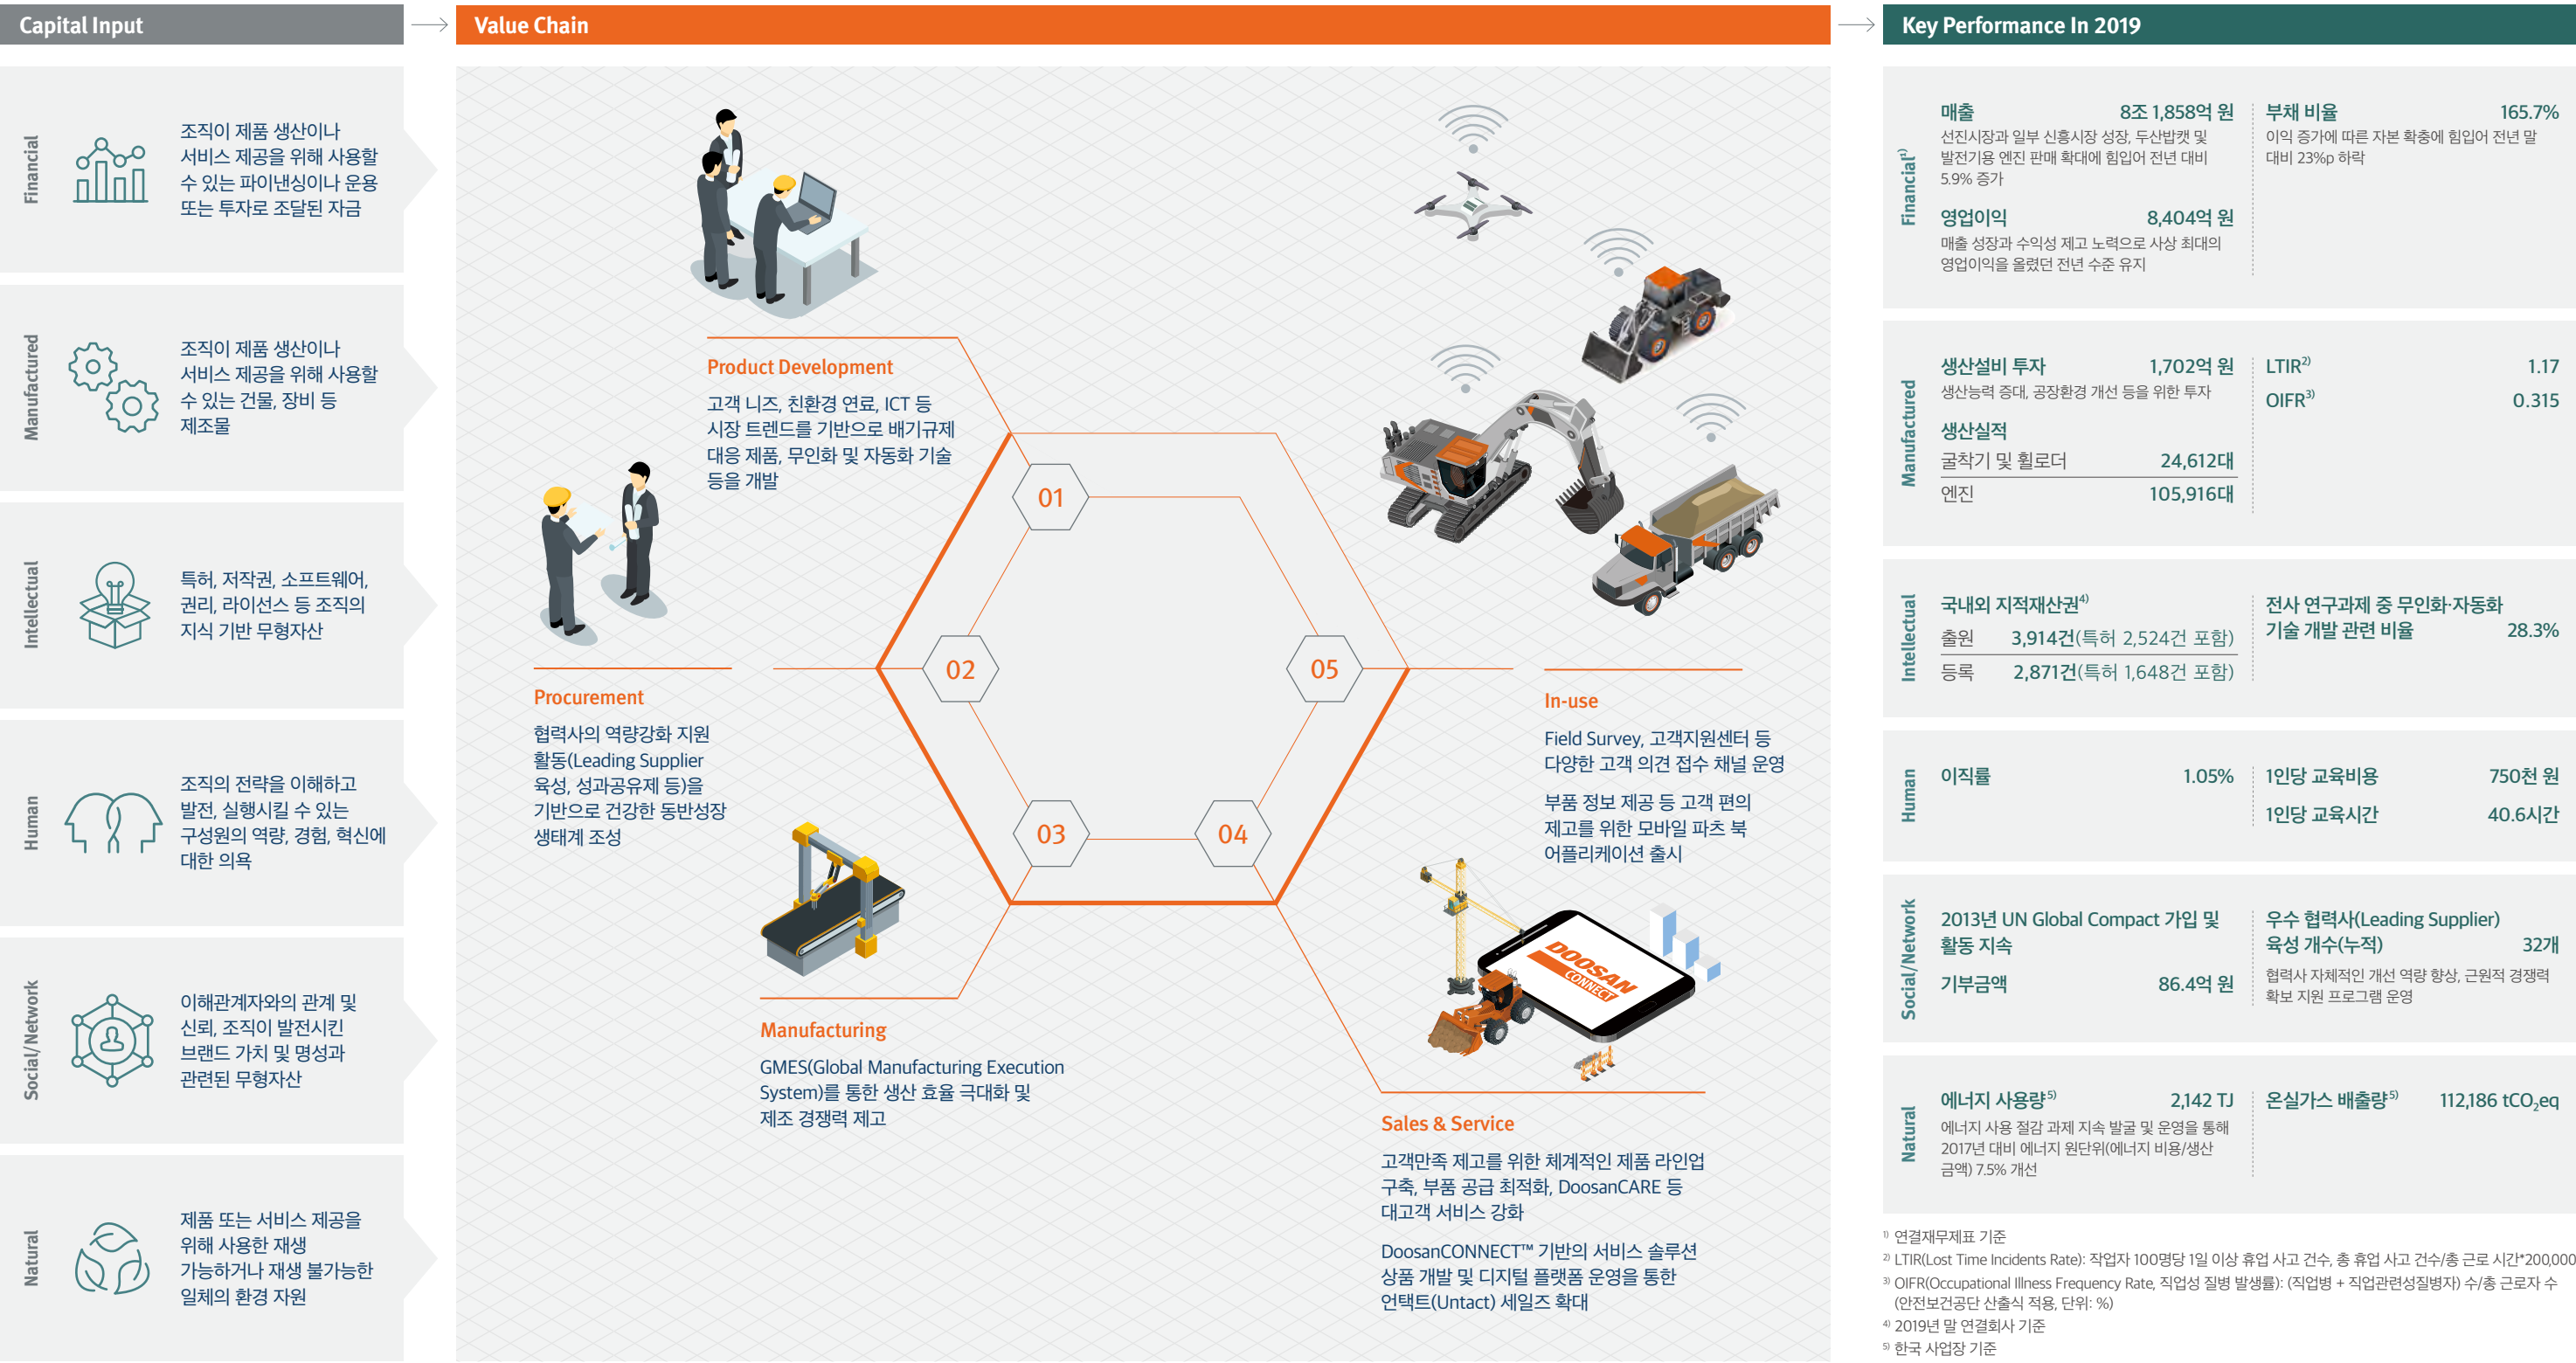 Capital Input
Financial
조직이 제품 생산이나
서비스 제공을 위해 사용할
수 있는 파이낸싱이나 운용
또는 투자로 조달된 자금
Manufactured
조직이 제품 생산이나
서비스 제공을 위해 사용할
수 있는 건물, 장비 등
제조물
Intellectual
특허, 저작권, 소프트웨어,
권리, 라이선스 등 조직의
지식 기반 무형자산
Human
조직의 전략을 이해하고
발전, 실행시킬 수 있는
구성원의 역량, 경험, 혁신에
대한 의욕
Social/Network
이해관계자와의 관계 및
신뢰, 조직이 발전시킨
브랜드 가치 및 명성과
관련된 무형자산
Natural
제품 또는 서비스 제공을
위해 사용한 재생
가능하거나 재생 불가능한
일체의 환경 자원
Value Chain
01
Product Development
고객 니즈, 친환경 연료, ICT 등
시장 트렌드를 기반으로 배기규제
대응 제품, 무인화 및 자동화 기술
등을 개발
02
Procurement
협력사의 역량강화 지원
활동(Leading Supplier
육성, 성과공유제 등)을
기반으로 건강한 동반성장
생태계 조성
03
Manufacturing
GMES(Global Manufacturing Execution
System)를 통한 생산 효율 극대화 및
제조 경쟁력 제고
04
DOOSAN
CONNECT
Sales & Service
고객만족 제고를 위한 체계적인 제품 라인업
구축, 부품 공급 최적화, DoosanCARE 등
대고객 서비스 강화
DoosanCONNECT™ 기반의 서비스 솔루션
상품 개발 및 디지털 플랫폼 운영을 통한
언택트(Untact) 세일즈 확대
05
In-use
Field Survey, 고객지원센터 등
다양한 고객 의견 접수 채널 운영
부품 정보 제공 등 고객 편의
제고를 위한 모바일 파츠 북
어플리케이션 출시
Key Performance In 2019
Financial1)
매출 8조 1,858억 원
선진시장과 일부 신흥시장 성장, 두산밥캣 및
발전기용 엔진 판매 확대에 힘입어 전년 대비
5.9% 증가
영업이익 8,404억 원
매출 성장과 수익성 제고 노력으로 사상 최대의
영업이익을 올렸던 전년 수준 유지
부채 비율 165.7%
이익 증가에 따른 자본 확충에 힘입어 전년 말
대비 23%p 하락
Manufactured
생산설비 투자 1,702억 원
생산능력 증대, 공장환경 개선 등을 위한 투자
생산실적
굴착기 및 휠로더 24,612대
엔진 105,916대
LTIR2) 1.17
OIFR3) 0.315
Intellectual
국내외 지적재산권4)
출원 3,914건(특허 2,524건 포함)
등록 2,871건(특허 1,648건 포함)
전사 연구과제 중 무인화·자동화
기술 개발 관련 비율 28.3%
Human
이직률 1.05%
1인당 교육비용 750천 원
1인당 교육시간 40.6시간
Social/Network
2013년 UN Global Compact 가입 및
활동 지속
기부금액 86.4억 원
우수 협력사(Leading Supplier)
육성 개수(누적) 32개
협력사 자체적인 개선 역량 향상, 근원적 경쟁력
확보 지원 프로그램 운영
Natural
에너지 사용량5) 2,142 TJ
에너지 사용 절감 과제 지속 발굴 및 운영을 통해
2017년 대비 에너지 원단위(에너지 비용/생산
금액) 7.5% 개선
온실가스 배출량5) 112,186 tCO₂eq
1) 연결재무제표 기준
2) LTIR(Lost Time Incidents Rate): 작업자 100명당 1일 이상 휴업 사고 건수, 총 휴업 사고 건수/총 근로 시간*200,000
3) OIFR(Occupational Illness Frequency Rate, 직업성 질병 발생률): (직업병 + 직업관련성질병자) 수/총 근로자 수
(안전보건공단 산출식 적용, 단위: %)
4) 2019년 말 연결회사 기준
5) 한국 사업장 기준